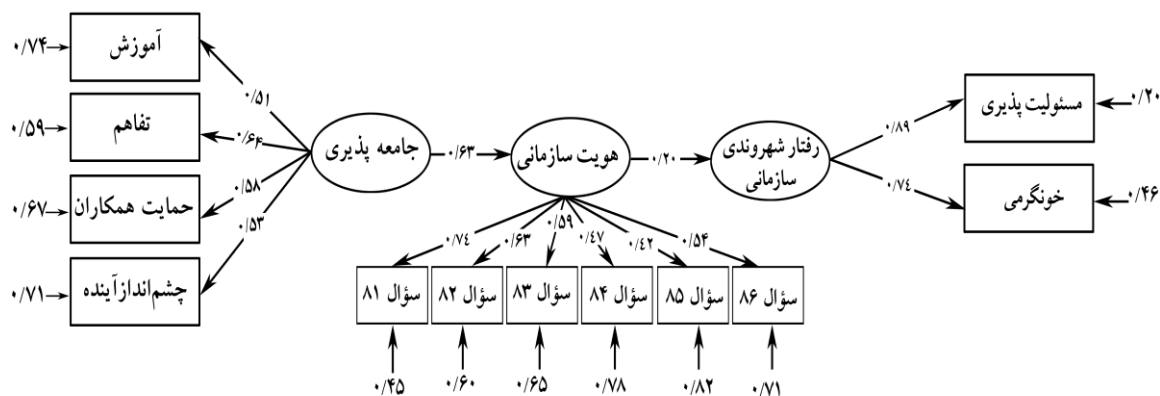 ۰/۷۴
آموزش
۰/۵۱
۰/۵۹
تفاهم
۰/۶۴
۰/۶۷
حمایت همکاران
۰/۵۸
۰/۷۱
چشم‌انداز آینده
۰/۵۳
جامعه پذیری
۰/۶۳
هویت سازمانی
۰/۲۰
رفتار شهروندی
سازمانی
۰/۸۹
مسئولیت پذیری
۰/۲۰
۰/۷٤
خونگرمی
۰/۴۶
۰/۷٤
۰/۶۳
۰/۵۹
۰/٤۷
۰/٤۲
۰/۵۴
سؤال ۸۱
سؤال ۸۲
سؤال ۸۳
سؤال ۸۴
سؤال ۸۵
سؤال ۸۶
۰/۴۵
۰/۶۰
۰/۶۵
۰/۷۸
۰/۸۲
۰/۷۱